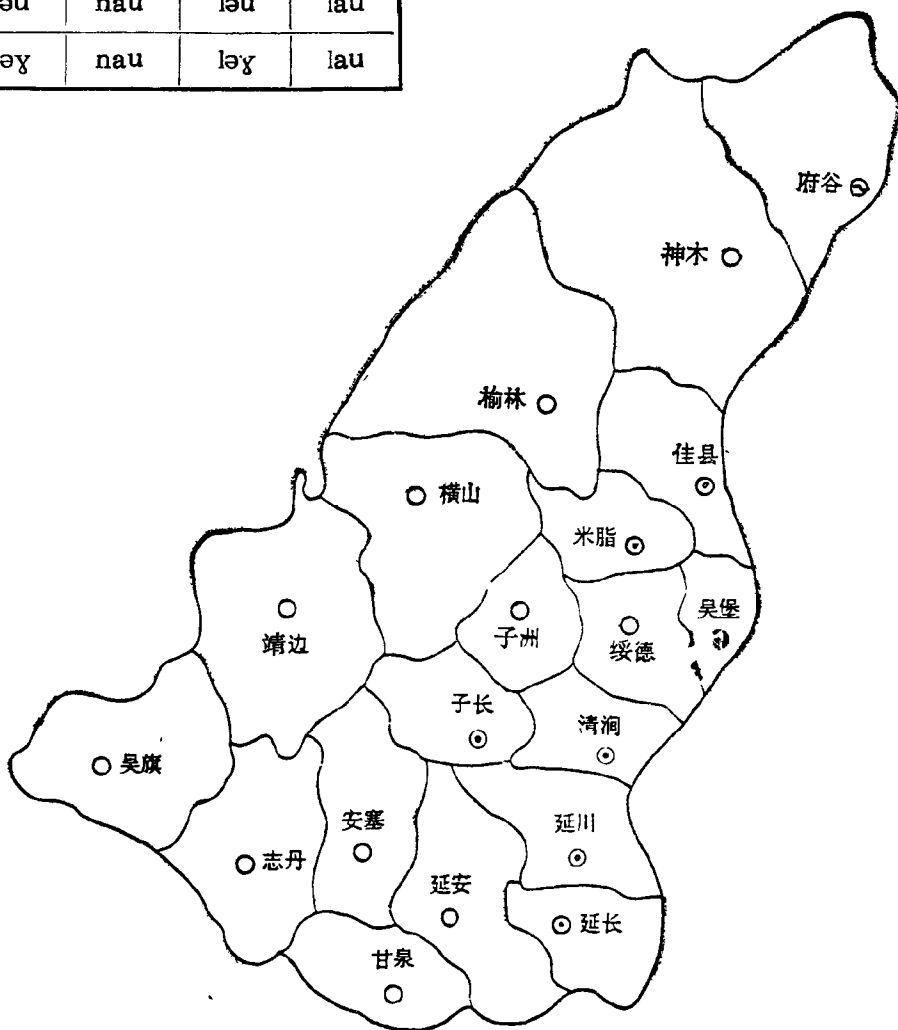 nau ləu lau
əɣ nau ləɣ lau
府谷
神木
榆林
佳县
横山
米脂
吴堡
子洲
靖边
绥德
子长
清涧
吴旗
安塞
延川
志丹
延安
延长
甘泉